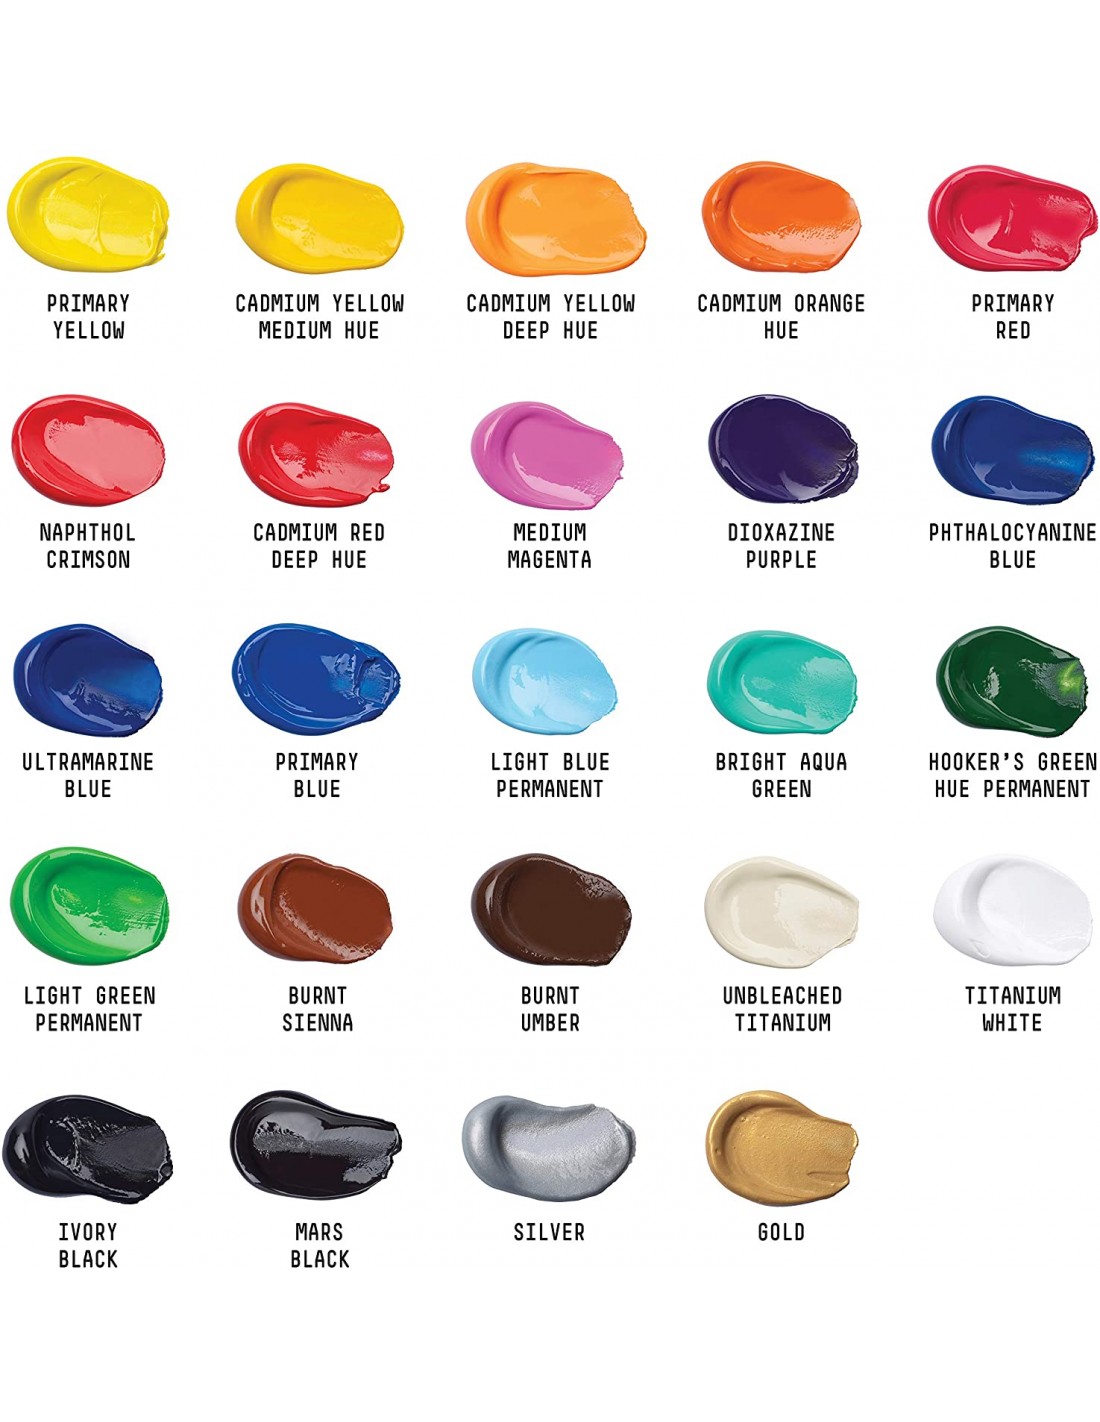 PRIMARY
YELLOW
CADMIUM YELLOW
MEDIUM HUE
CADMIUM YELLOW
DEEP HUE
CADMIUM ORANGE
HUE
PRIMARY
RED
NAPHTHOL
CRIMSON
CADMIUM RED
DEEP HUE
MEDIUM
MAGENTA
DIOXAZINE
PURPLE
PHTHALOCYANINE
BLUE
ULTRAMARINE
BLUE
PRIMARY
BLUE
LIGHT BLUE
PERMANENT
BRIGHT AQUA
GREEN
HOOKER'S GREEN
HUE PERMANENT
LIGHT GREEN
PERMANENT
BURNT
SIENNA
BURNT
UMBER
UNBLEACHED
TITANIUM
TITANIUM
WHITE
IVORY
BLACK
MARS
BLACK
SILVER
GOLD